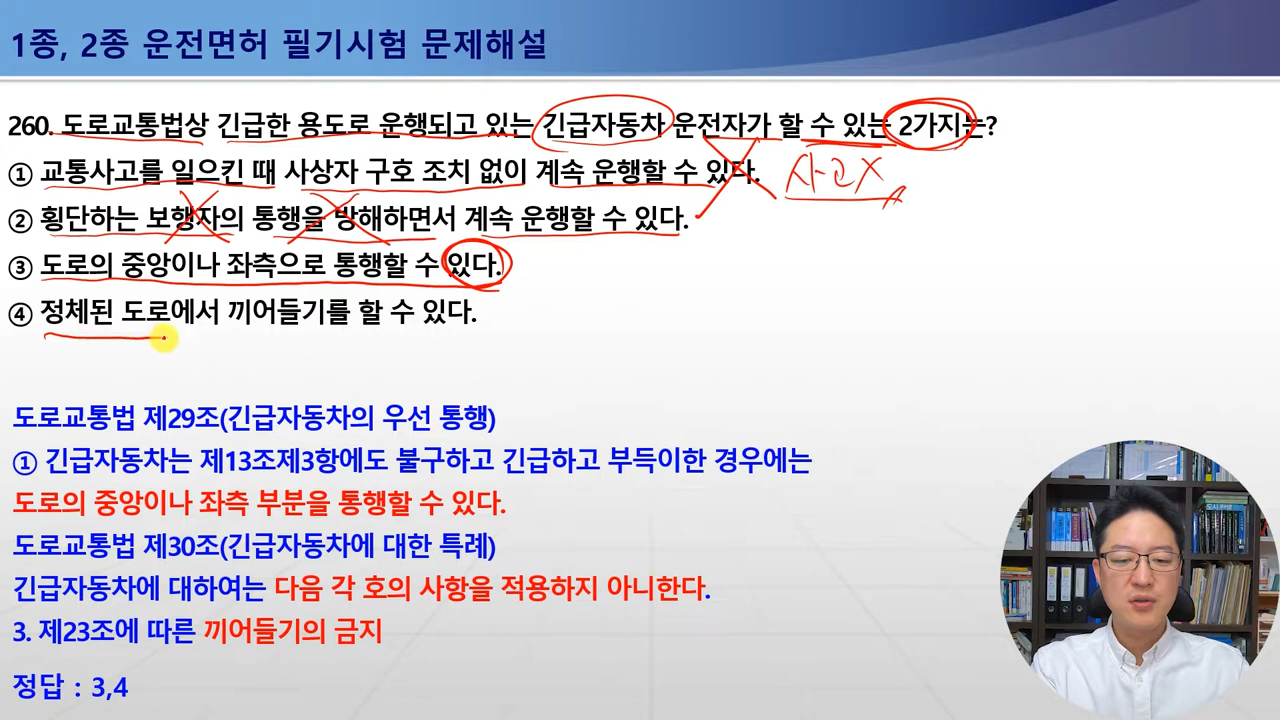 1종, 2종 운전면허 필기시험 문제해설
260. 도로교통법상 긴급한 용도로 운행되고 있는 긴급자동차 운전자가 할 수 있는 2가지는?
① 교통사고를 일으킨 때 사상자 구호 조치 없이 계속 운행할 수 있다.
사고X
② 횡단하는 보행자의 통행을 방해하면서 계속 운행할 수 있다.
③ 도로의 중앙이나 좌측으로 통행할 수 있다.
④ 정체된 도로에서 끼어들기를 할 수 있다.
도로교통법 제29조(긴급자동차의 우선 통행)
① 긴급자동차는 제13조제3항에도 불구하고 긴급하고 부득이한 경우에는
도로의 중앙이나 좌측 부분을 통행할 수 있다.
도로교통법 제30조(긴급자동차에 대한 특례)
긴급자동차에 대하여는 다음 각 호의 사항을 적용하지 아니한다.
3. 제23조에 따른 끼어들기의 금지
정답 : 3,4